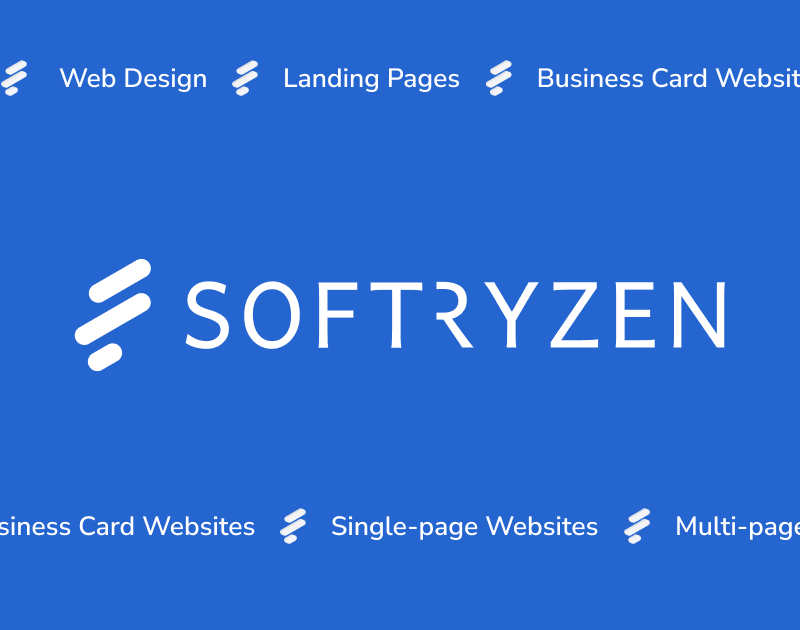 Web Design Landing Pages Business Card Websit
SOFTRYZEN
siness Card Websites Single-page Websites Multi-page